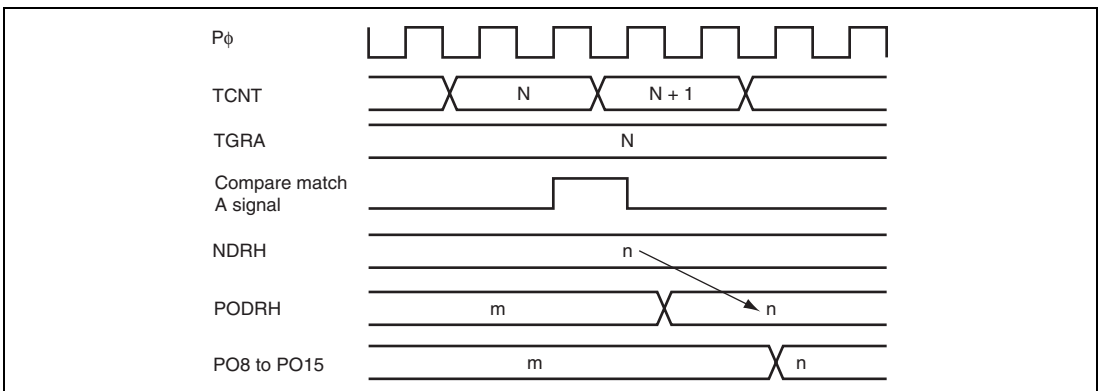 Pϕ
TCNT N N + 1
TGRA N
Compare match
A signal
NDRH n
PODRH m n
PO8 to PO15 m n